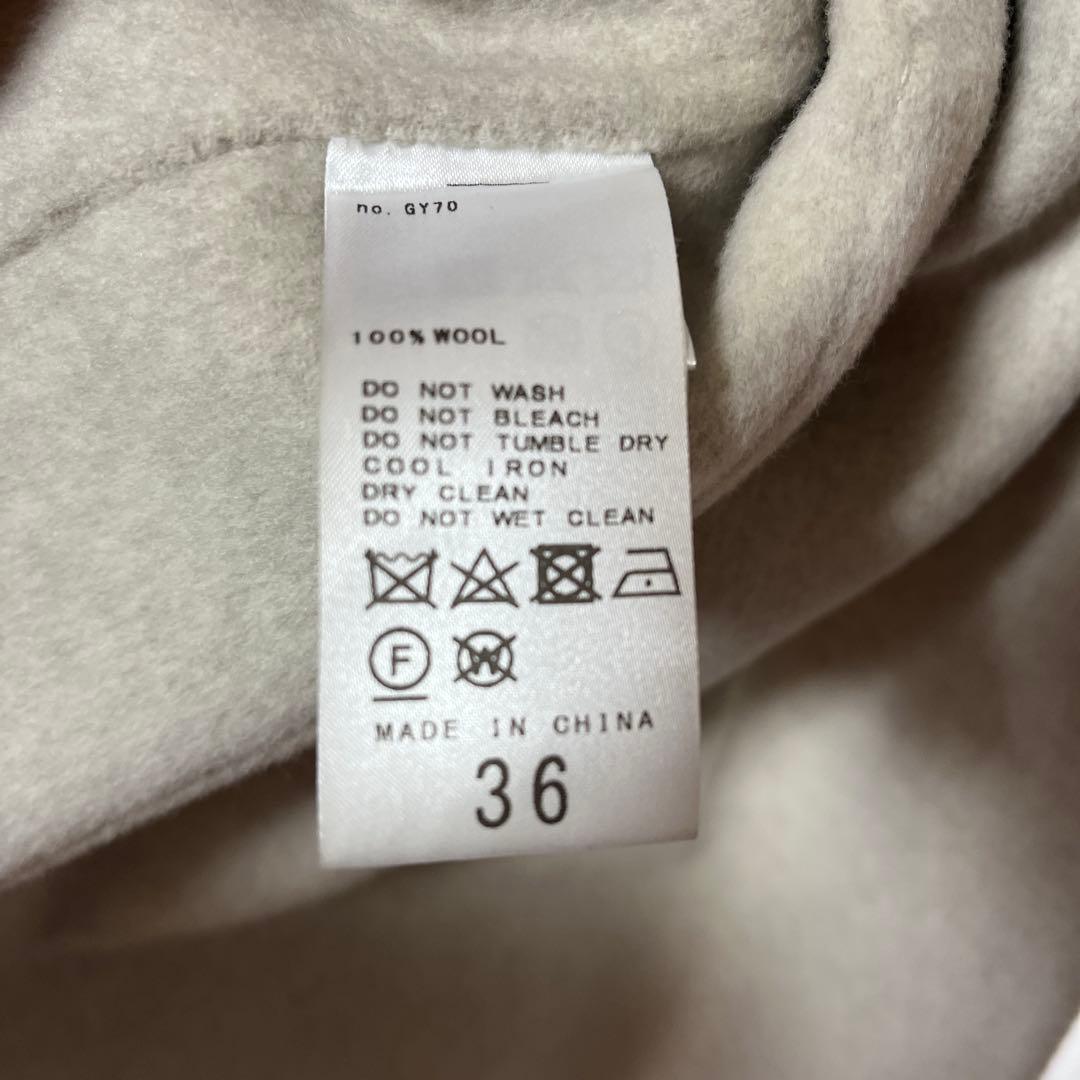 no. GY70
100% WOOL
DO NOT WASH
DO NOT BLEACH
DO NOT TUMBLE DRY
COOL IRON
DRY CLEAN
DO NOT WET CLEAN
F W
MADE IN CHINA
36